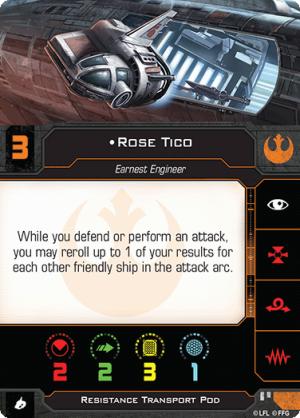 3
•Rose Tico
Earnest Engineer
While you defend or perform an attack,
you may reroll up to 1 of your results for
each other friendly ship in the attack arc.
2 2 3 1
Resistance Transport Pod
©LFL ©FFG